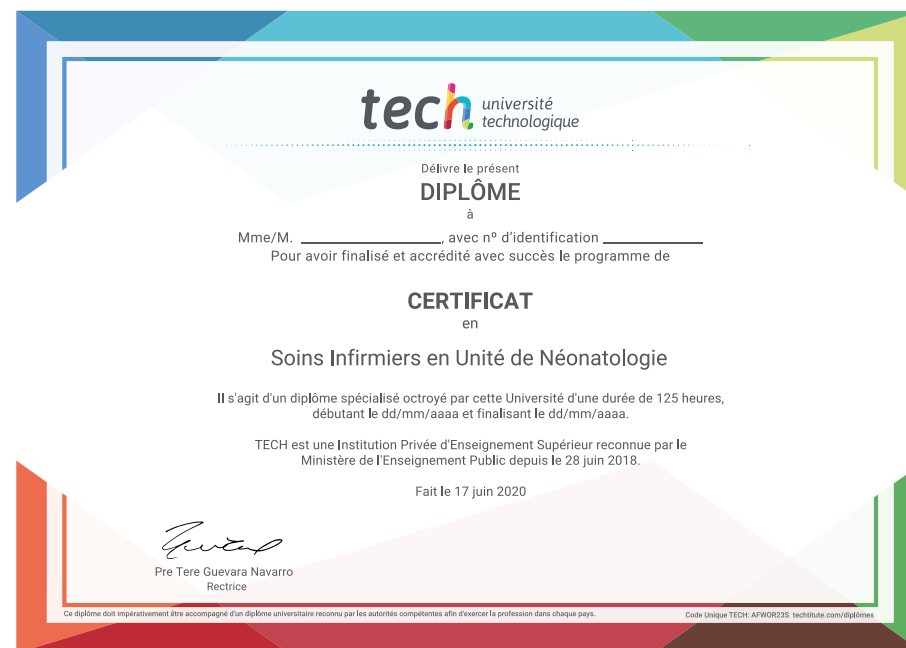 tech université
technologique
Délivre le présent
DIPLÔME
à
Mme/M. ____________________, avec nº d'identification ______________
Pour avoir finalisé et accrédité avec succès le programme de
CERTIFICAT
en
Soins Infirmiers en Unité de Néonatologie
Il s'agit d'un diplôme spécialisé octroyé par cette Université d'une durée de 125 heures,
débutant le dd/mm/aaaa et finalisant le dd/mm/aaaa.
TECH est une Institution Privée d'Enseignement Supérieur reconnue par le
Ministère de l'Enseignement Public depuis le 28 juin 2018.
Fait le 17 juin 2020
Pre Tere Guevara Navarro
Rectrice
Ce diplôme doit impérativement être accompagné d'un diplôme universitaire reconnu par les autorités compétentes afin d'exercer la profession dans chaque pays.
Code Unique TECH: AFWOR23S techtitute.com/diplômes